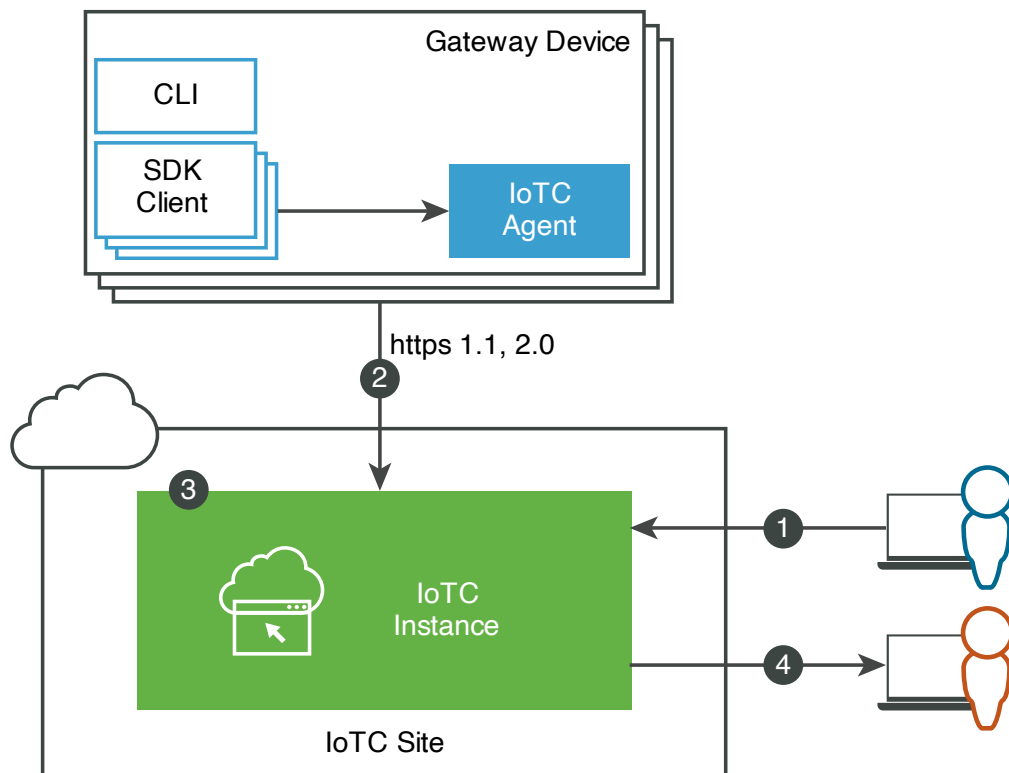 Gateway Device
CLI
SDK
Client
IoTC
Agent
https 1.1, 2.0
2
3
1
IoTC
Instance
4
IoTC Site